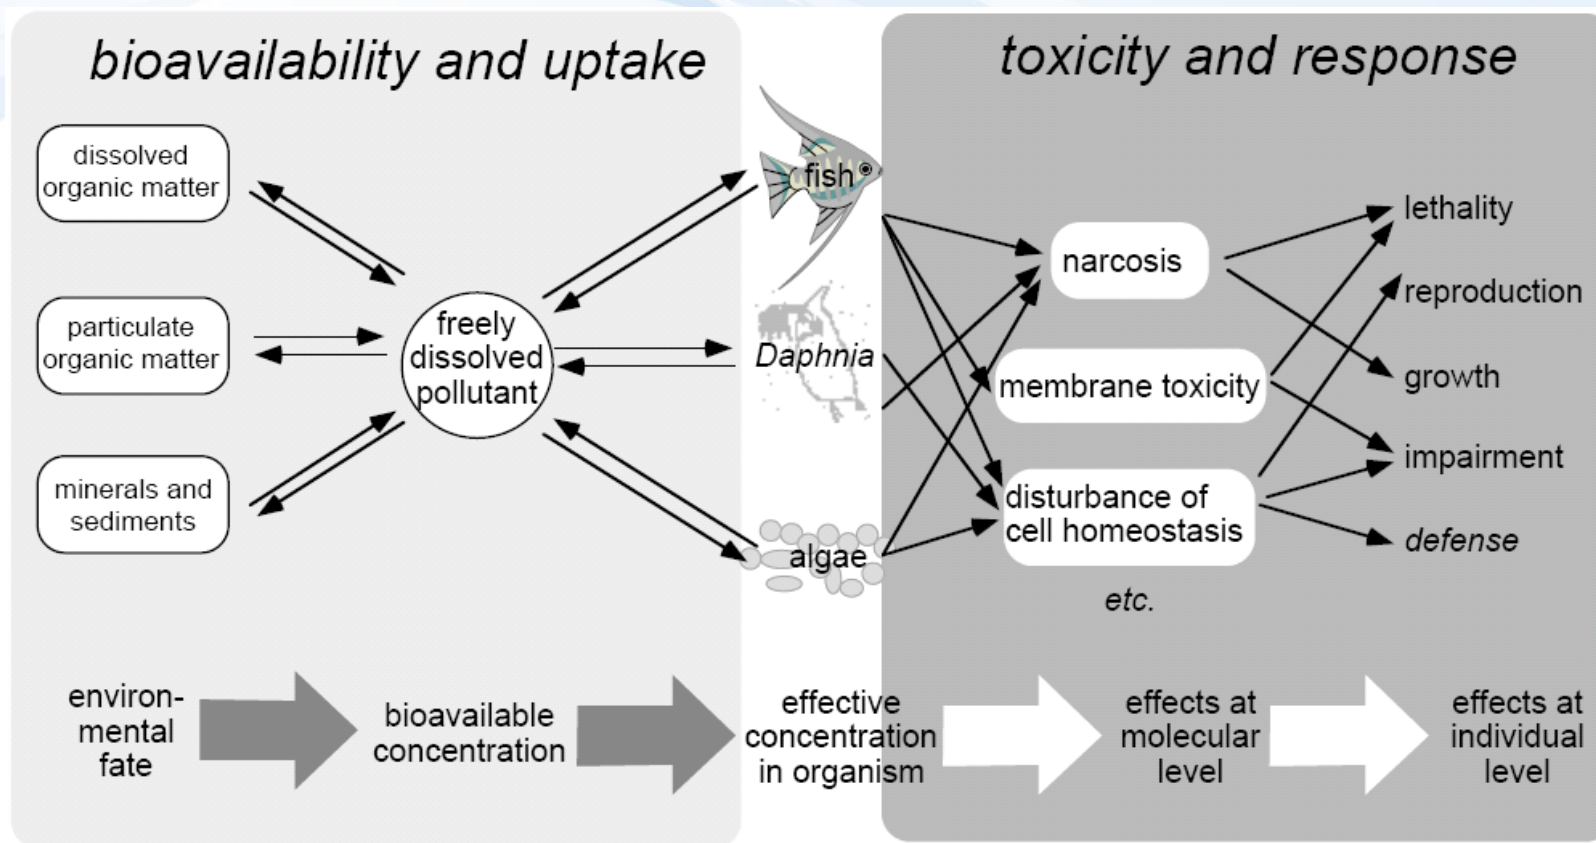 bioavailability and uptake
toxicity and response
dissolved
organic matter
particulate
organic matter
minerals and
sediments
freely
dissolved
pollutant
fish
Daphnia
algae
narcosis
membrane toxicity
disturbance of
cell homeostasis
etc.
lethality
reproduction
growth
impairment
defense
environ-
mental
fate
bioavailable
concentration
effective
concentration
in organism
effects at
molecular
level
effects at
individual
level